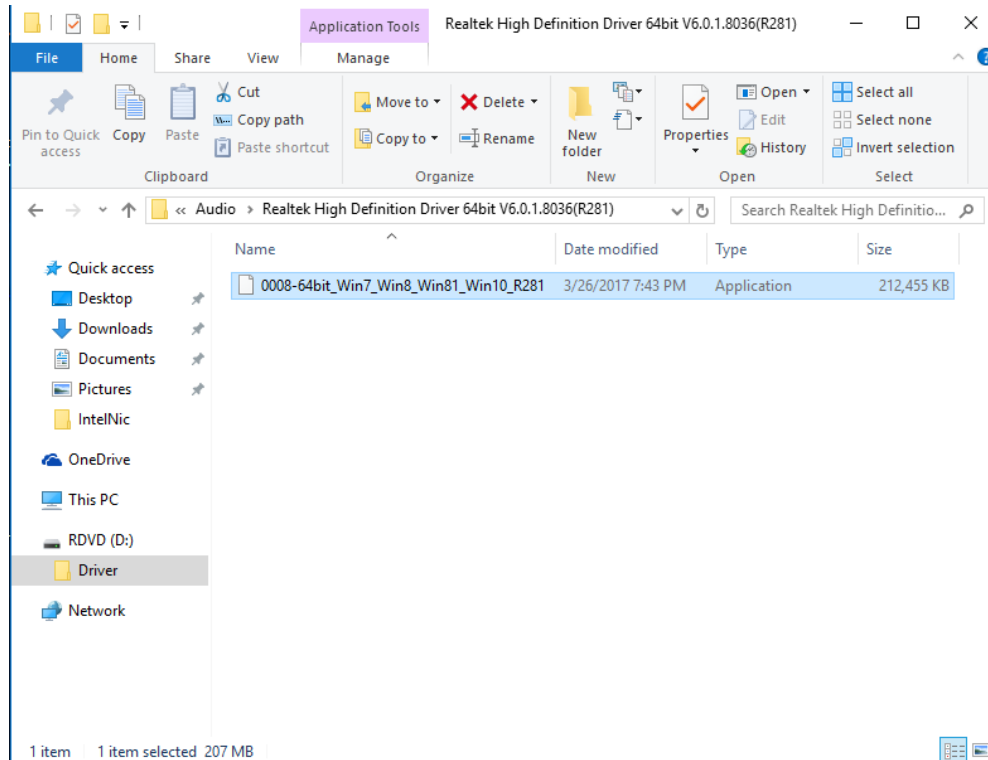 Application Tools Realtek High Definition Driver 64bit V6.0.1.8036(R281)
File Home Share View Manage
Pin to Quick access
Copy
Paste
Cut
Copy path
Paste shortcut
Clipboard
Move to
Copy to
Delete
Rename
Organize
New folder
New
Properties
Open
Edit
History
Open
Select all
Select none
Invert selection
Select
« Audio > Realtek High Definition Driver 64bit V6.0.1.8036(R281)
Search Realtek High Definitio...
Name Date modified Type Size
0008-64bit_Win7_Win8_Win81_Win10_R281 3/26/2017 7:43 PM Application 212,455 KB
Quick access
Desktop
Downloads
Documents
Pictures
IntelNic
OneDrive
This PC
RDVD (D:)
Driver
Network
1 item 1 item selected 207 MB